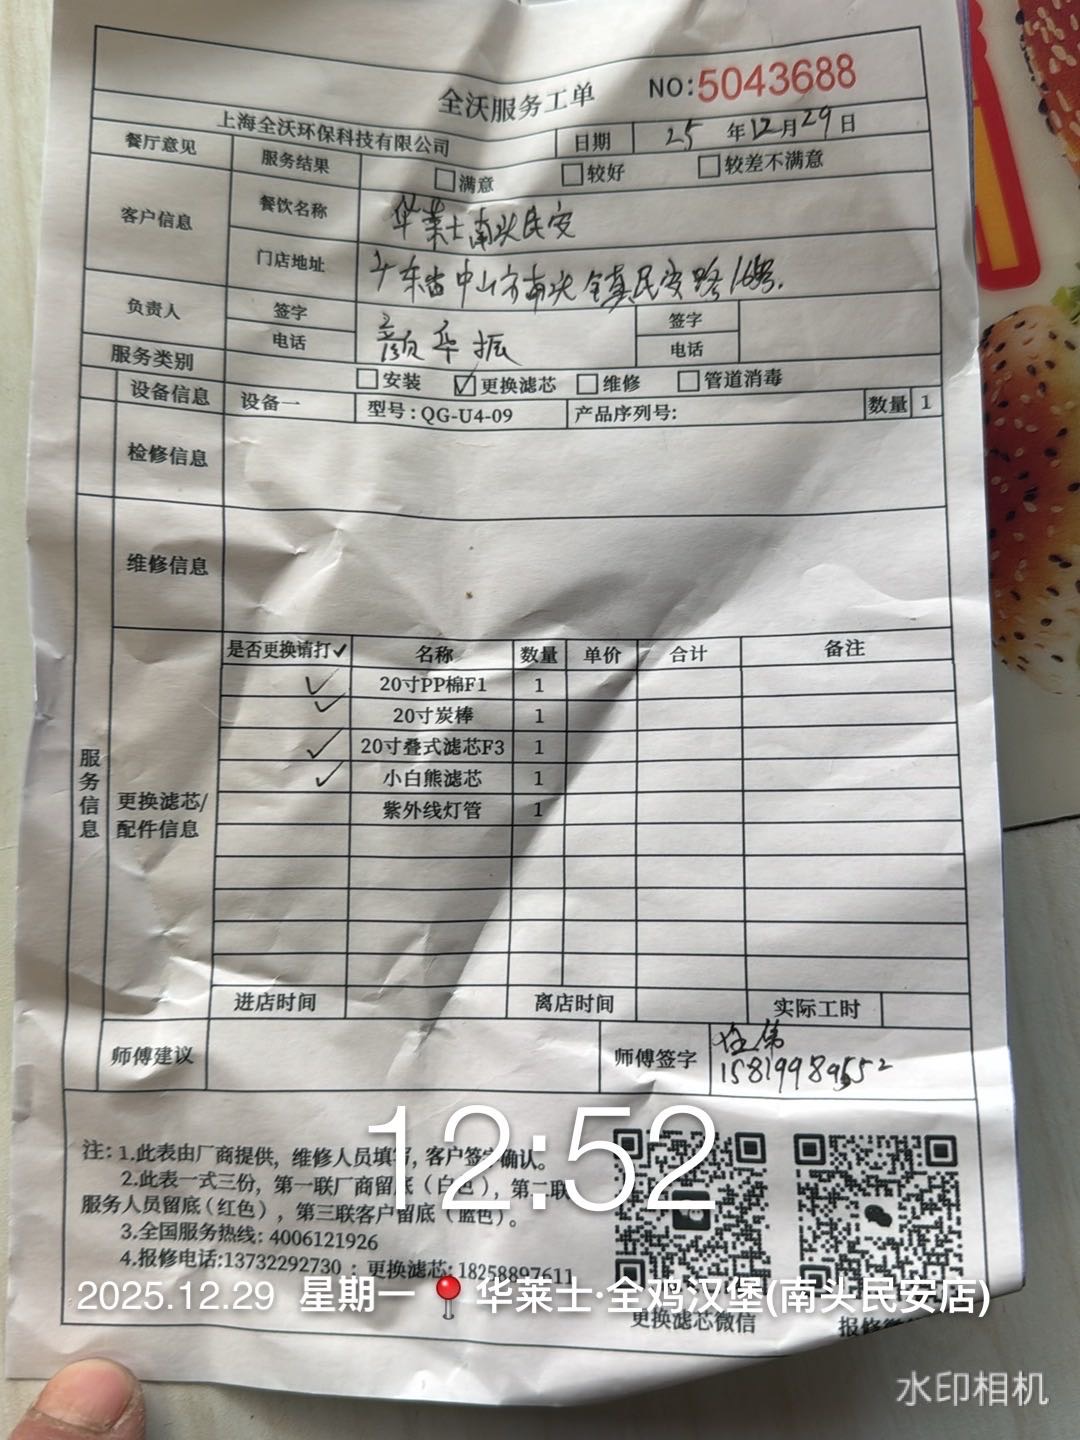 全沃服务工单 NO:5043688
上海全沃环保科技有限公司 日期 25年12月29日
餐厅意见 服务结果 □满意 □较好 □较差不满意
客户信息 餐饮名称 华莱士南头民安
门店地址 广东省中山市南头镇民安路16号.
负责人 签字 颜华振 签字
电话 电话
服务类别 □安装 ☑更换滤芯 □维修 □管道消毒
设备信息 设备一 型号:QG-U4-09 产品序列号: 数量 1
检修信息
维修信息
服务信息
是否更换请打✓ 名称 数量 单价 合计 备注
✓ 20寸PP棉F1 1
✓ 20寸炭棒 1
✓ 20寸叠式滤芯F3 1
✓ 小白熊滤芯 1
紫外线灯管 1
更换滤芯/
配件信息
进店时间 离店时间 实际工时
师傅建议 师傅签字
15819989552
注: 1.此表由厂商提供, 维修人员填写, 客户签字确认。
2.此表一式三份, 第一联厂商留底(白色), 第二联
服务人员留底(红色), 第三联客户留底(蓝色)。
3.全国服务热线: 4006121926
4.报修电话:13732292730 ; 更换滤芯: 18258897611
更换滤芯微信 报修微
12:52
2025.12.29 星期一 华莱士·全鸡汉堡(南头民安店)
水印相机